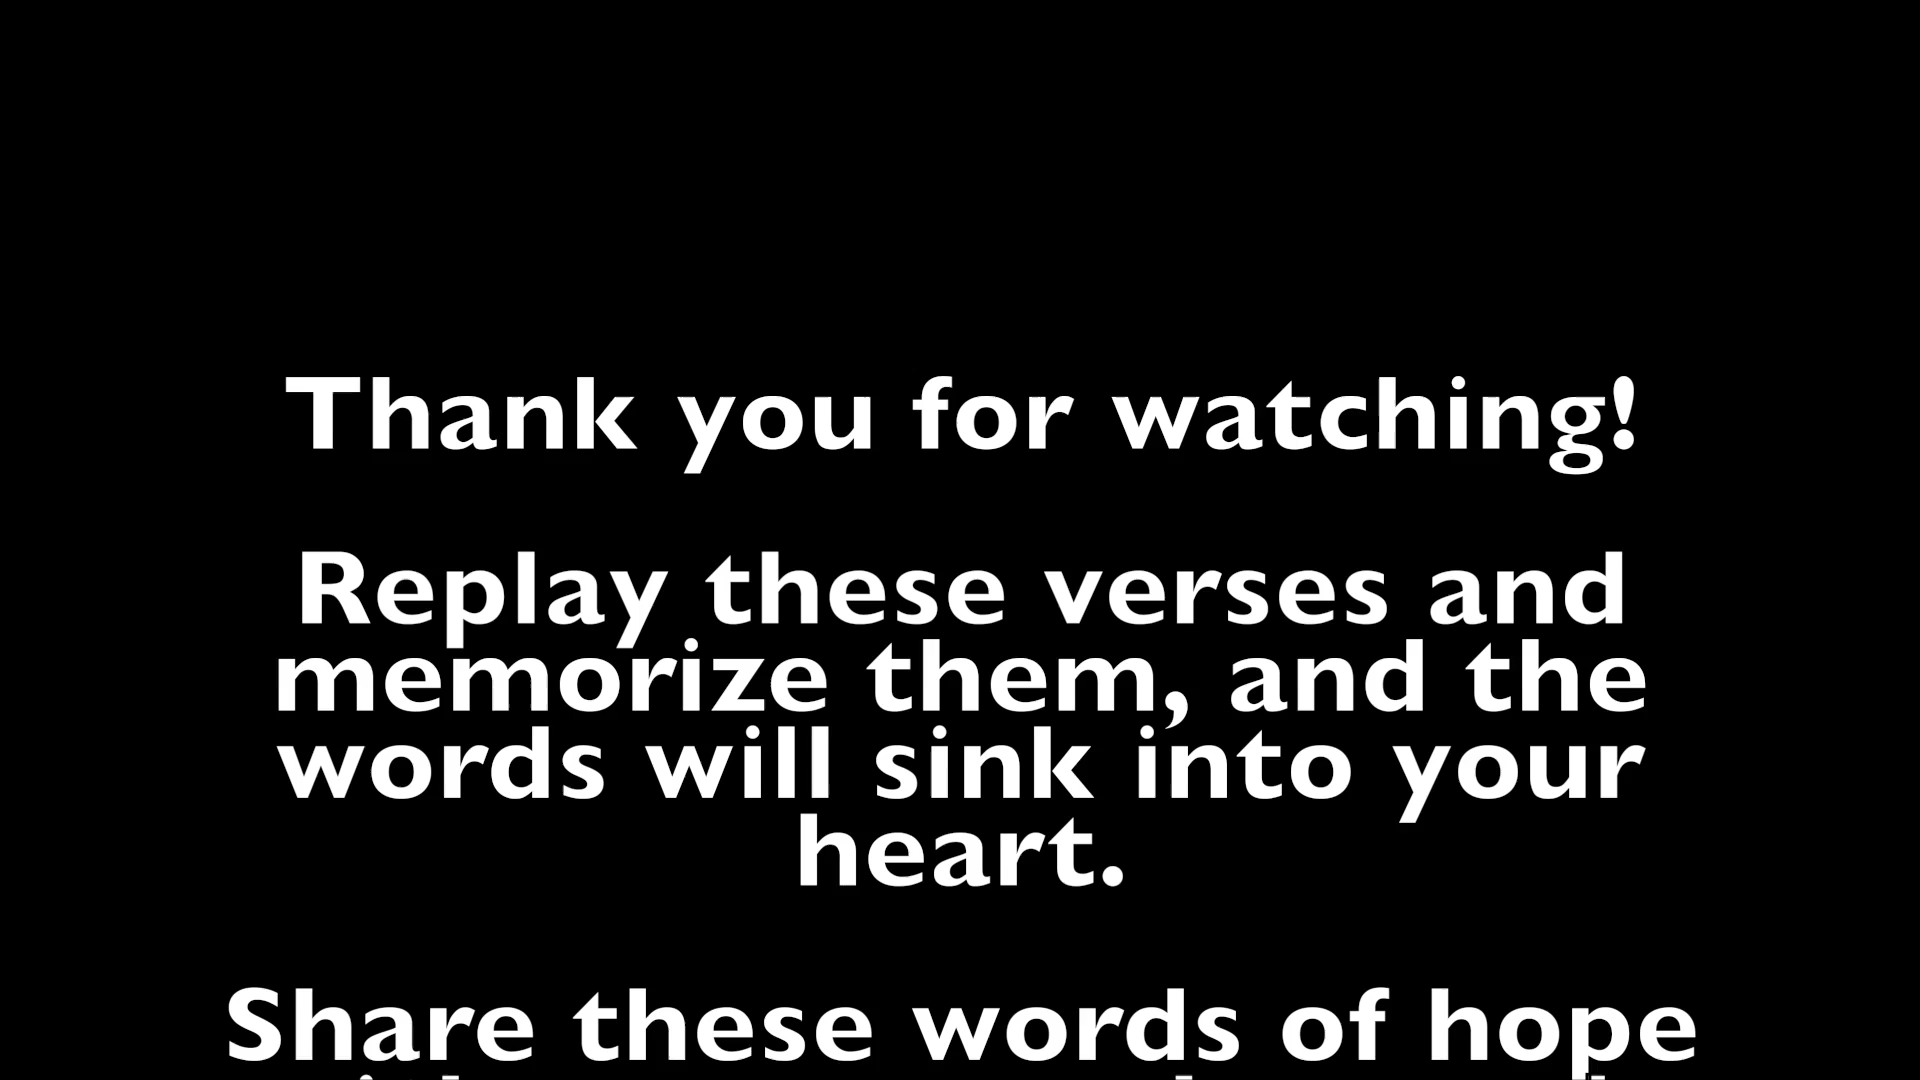 Thank you for watching!
Replay these verses and
memorize them, and the
words will sink into your
heart.
Share these words of hope